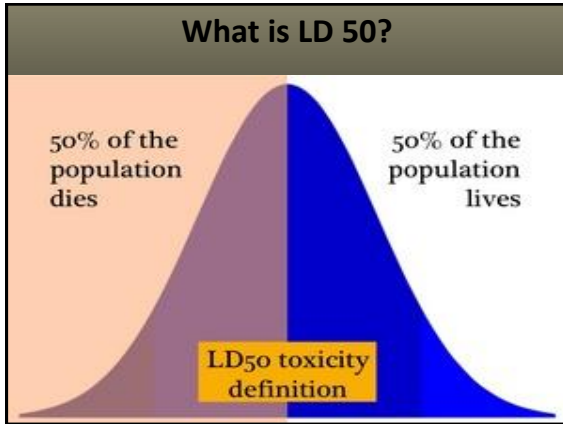 What is LD 50?
50% of the
population
dies
50% of the
population
lives
LD50 toxicity
definition